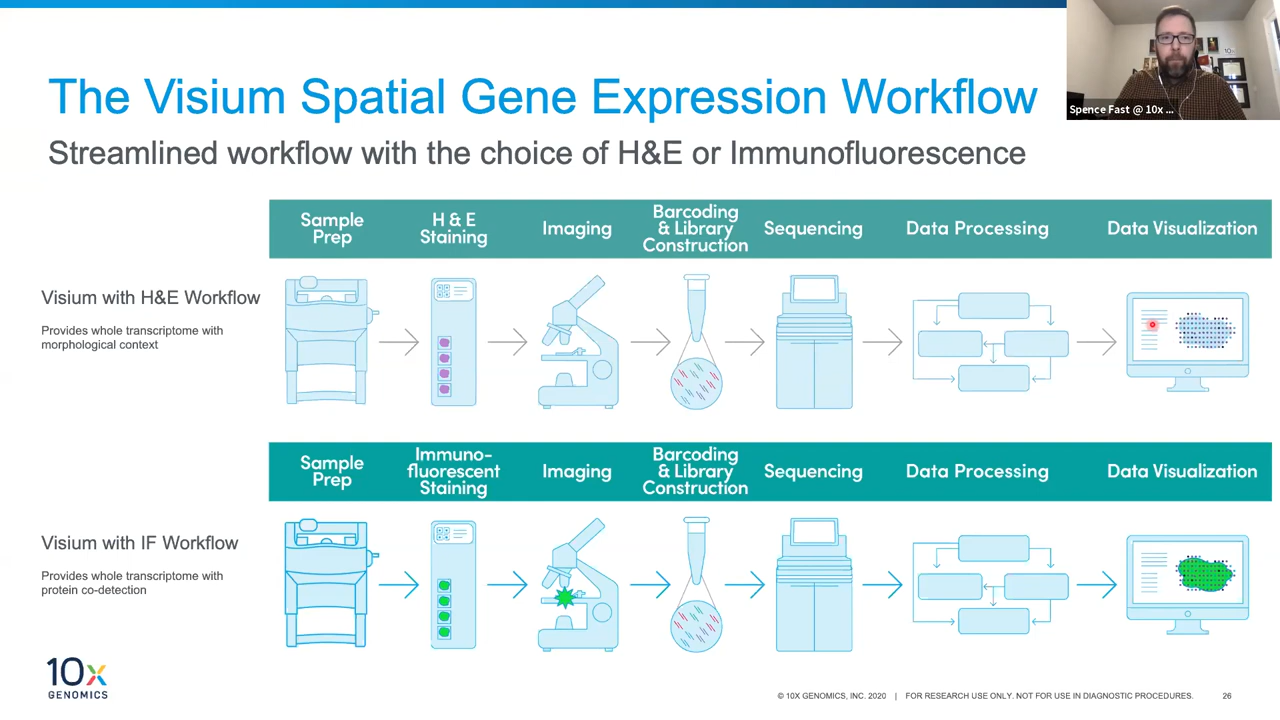 Spence Fast @ 10x ...
The Visium Spatial Gene Expression Workflow
Streamlined workflow with the choice of H&E or Immunofluorescence
Sample
Prep
H & E
Staining
Imaging
Barcoding
& Library
Construction
Sequencing
Data Processing
Data Visualization
Visium with H&E Workflow
Provides whole transcriptome with
morphological context
Sample
Prep
Immuno-
fluorescent
Staining
Imaging
Barcoding
& Library
Construction
Sequencing
Data Processing
Data Visualization
Visium with IF Workflow
Provides whole transcriptome with
protein co-detection
10x
GENOMICS
© 10X GENOMICS, INC. 2020 | FOR RESEARCH USE ONLY. NOT FOR USE IN DIAGNOSTIC PROCEDURES. 26